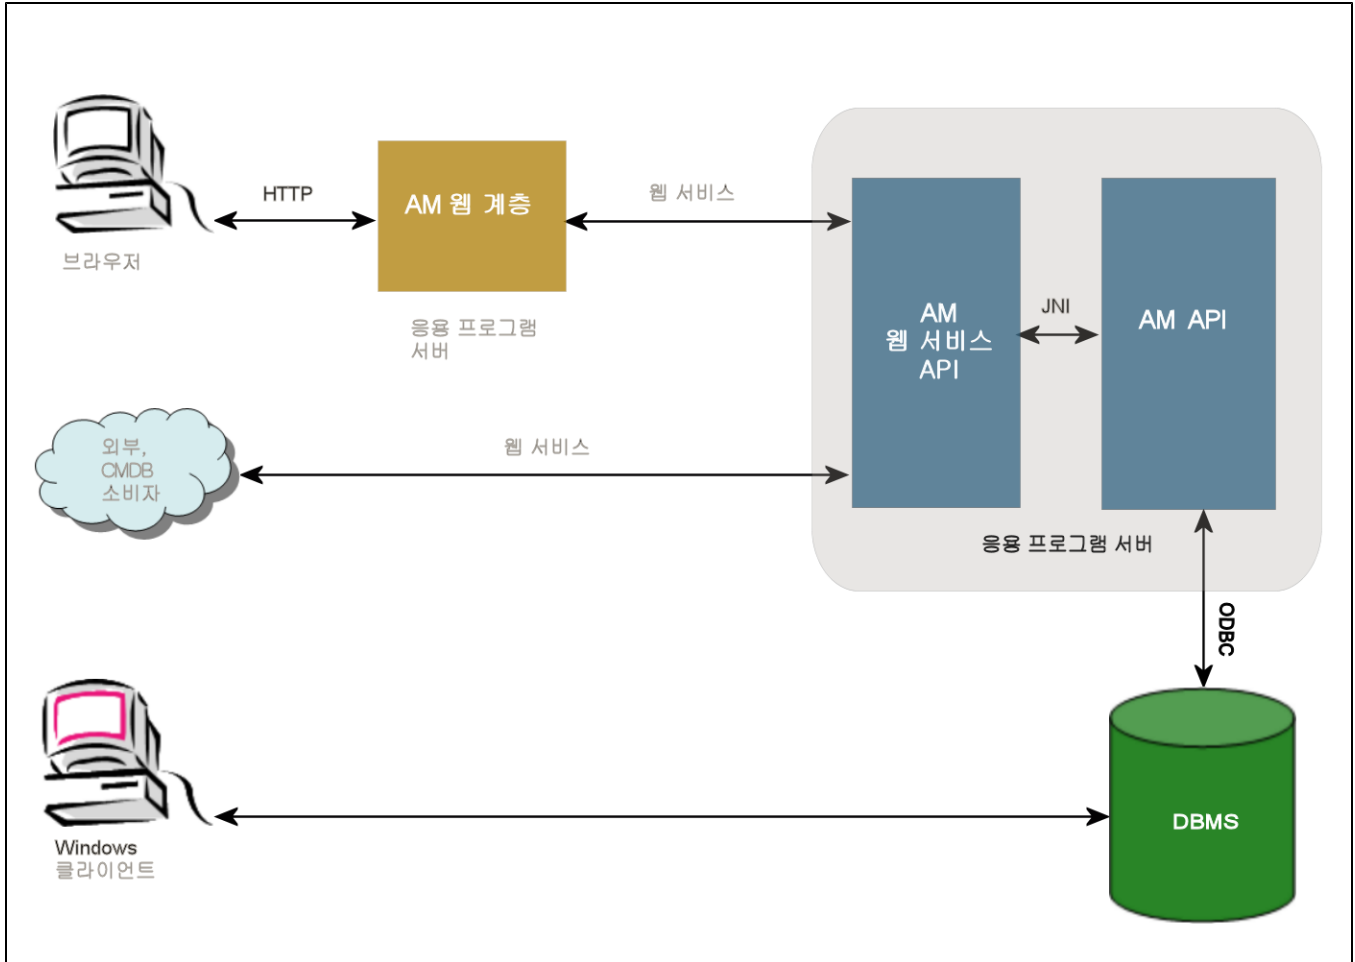 HTTP
AM 웹 계층
웹 서비스
브라우저
응용 프로그램
서버
AM
웹 서비스
API
JNI
AM API
외부,
CMDB
소비자
웹 서비스
응용 프로그램 서버
ODBC
DBMS
Windows
클라이언트